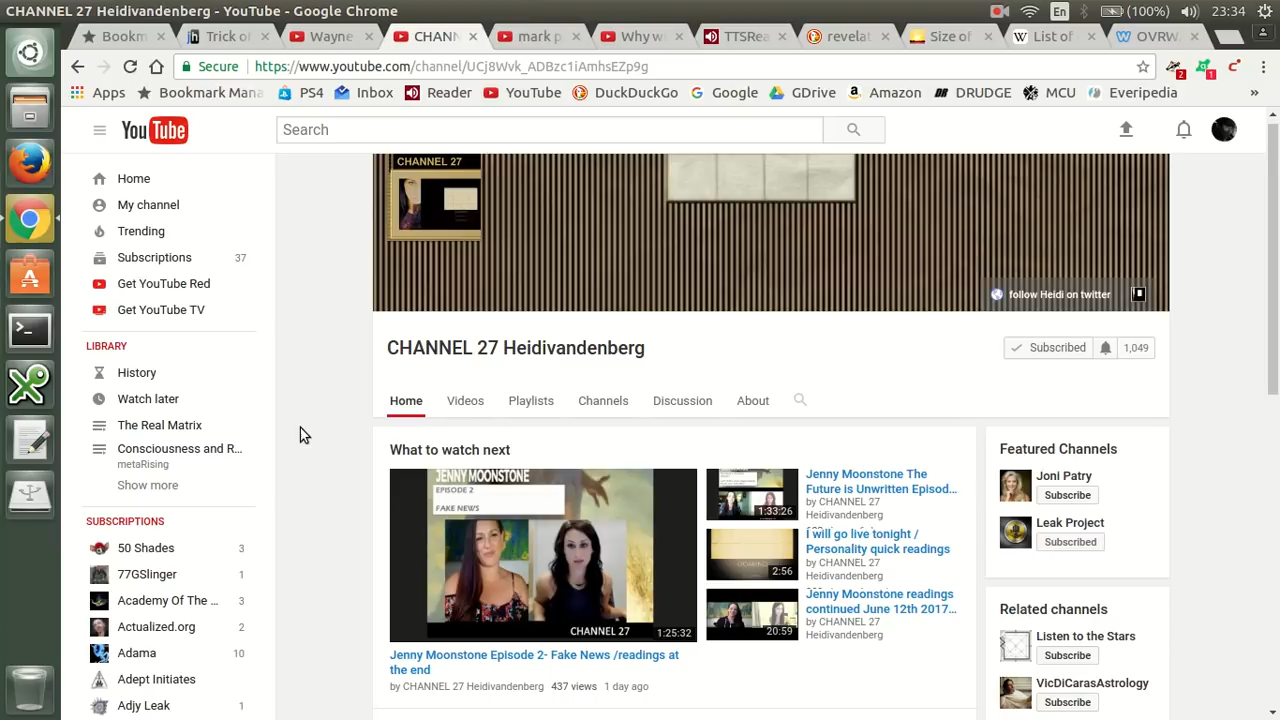 CHANNEL 27 Heidivandenberg - YouTube - Google Chrome
En
(100%)
23:34
Bookm
Trick o
Wayne
CHANN
mark p
Why w
TTSRea
revelat
Size of
List of
OVRW
Secure
https://www.youtube.com/channel/UCj8Wvk_ADBzc1iAmhsEZp9g
2
1
Apps
Bookmark Mana
PS4
Inbox
Reader
YouTube
DuckDuckGo
Google
GDrive
Amazon
DRUDGE
MCU
Everipedia
»
YouTube
Search
Home
My channel
Trending
Subscriptions 37
Get YouTube Red
Get YouTube TV
LIBRARY
History
Watch later
The Real Matrix
Consciousness and R...
metaRising
Show more
SUBSCRIPTIONS
50 Shades 3
77GSlinger 1
Academy Of The ... 3
Actualized.org 2
Adama 10
Adept Initiates
Adjy Leak 1
CHANNEL 27
follow Heidi on twitter
CHANNEL 27 Heidivandenberg
Subscribed 1,049
Home
Videos
Playlists
Channels
Discussion
About
What to watch next
JENNY MOONSTONE
EPISODE 2
FAKE NEWS
CHANNEL 27
1:25:32
Jenny Moonstone Episode 2- Fake News /readings at
the end
by CHANNEL 27 Heidivandenberg 437 views 1 day ago
1:33:26
Jenny Moonstone The
Future is Unwritten Episod...
by CHANNEL 27
Heidivandenberg
2:56
I will go live tonight /
Personality quick readings
by CHANNEL 27
Heidivandenberg
20:59
Jenny Moonstone readings
continued June 12th 2017...
by CHANNEL 27
Heidivandenberg
Featured Channels
Joni Patry
Subscribe
Leak Project
Subscribed
Related channels
Listen to the Stars
Subscribe
VicDiCarasAstrology
Subscribe